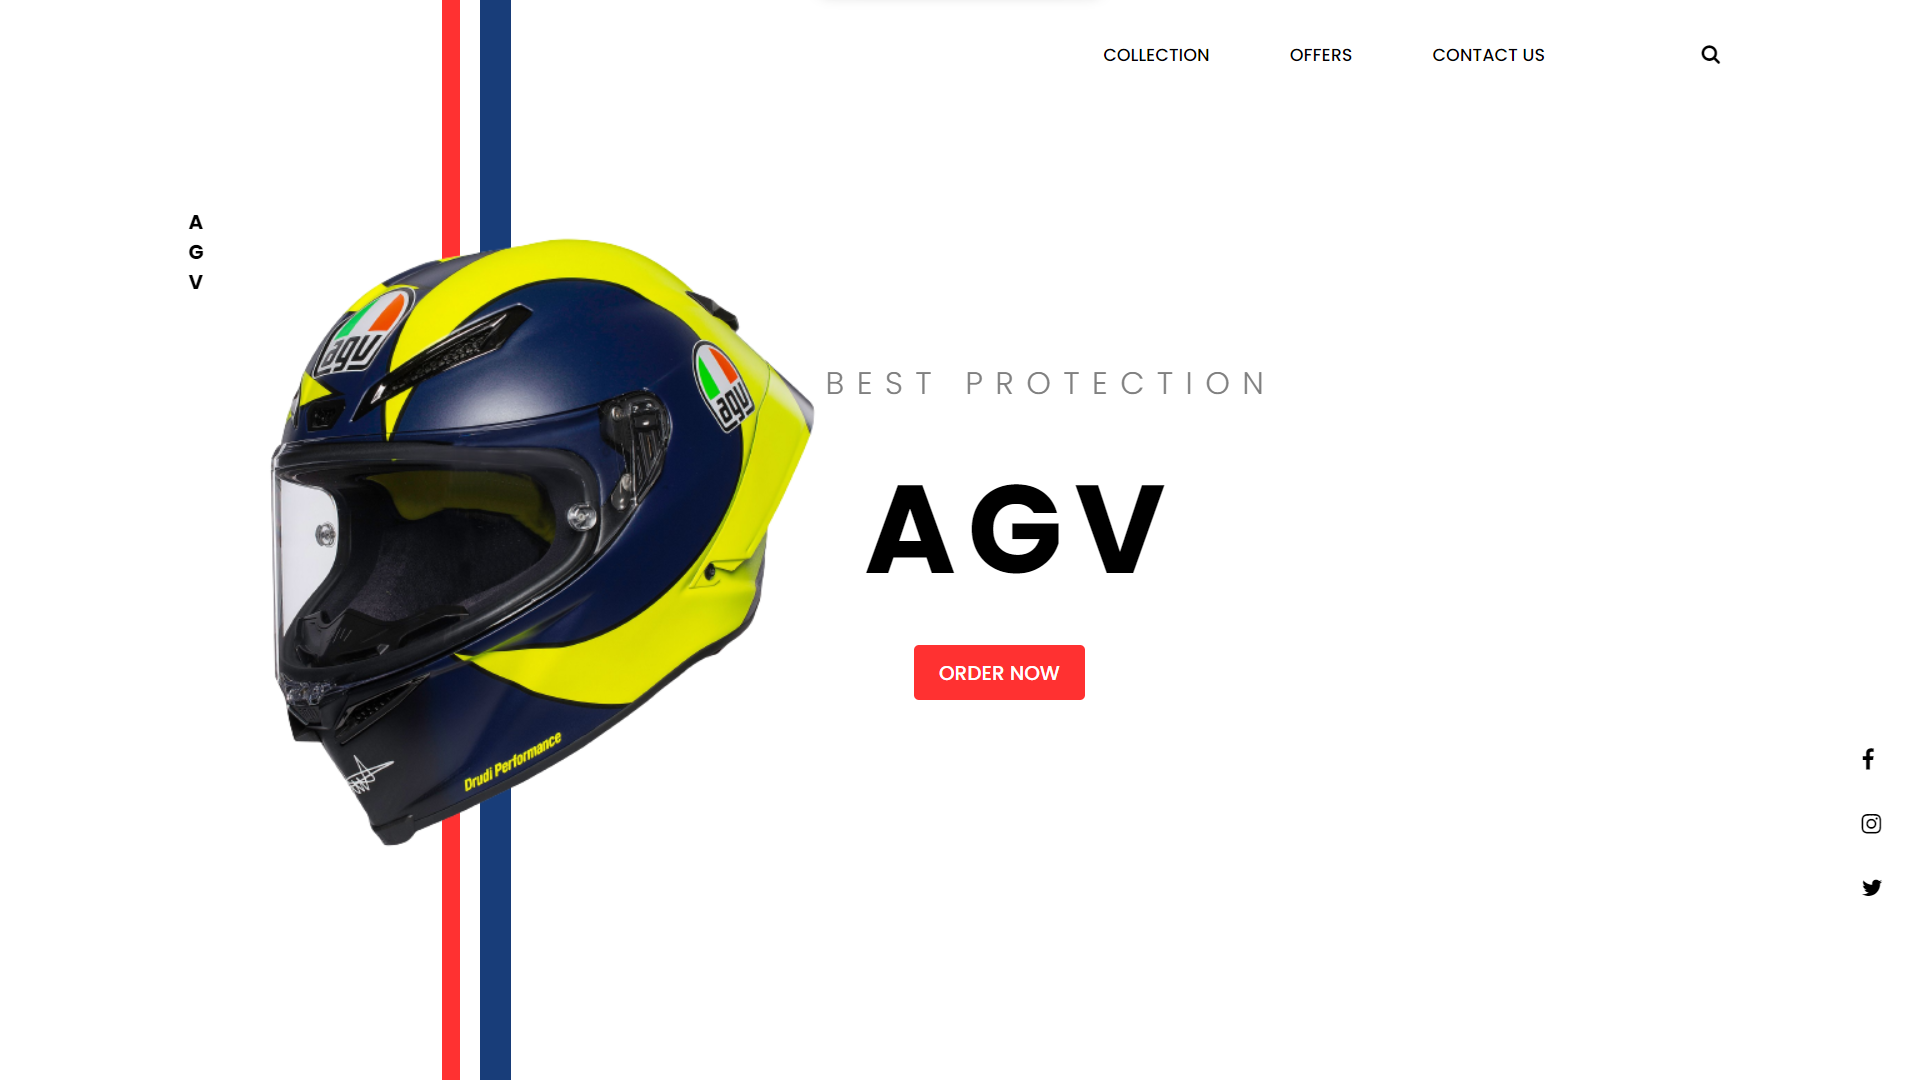 COLLECTION OFFERS CONTACT US
A
G
V
agv
agv
BEST PROTECTION
AGV
ORDER NOW
Drudi Performance